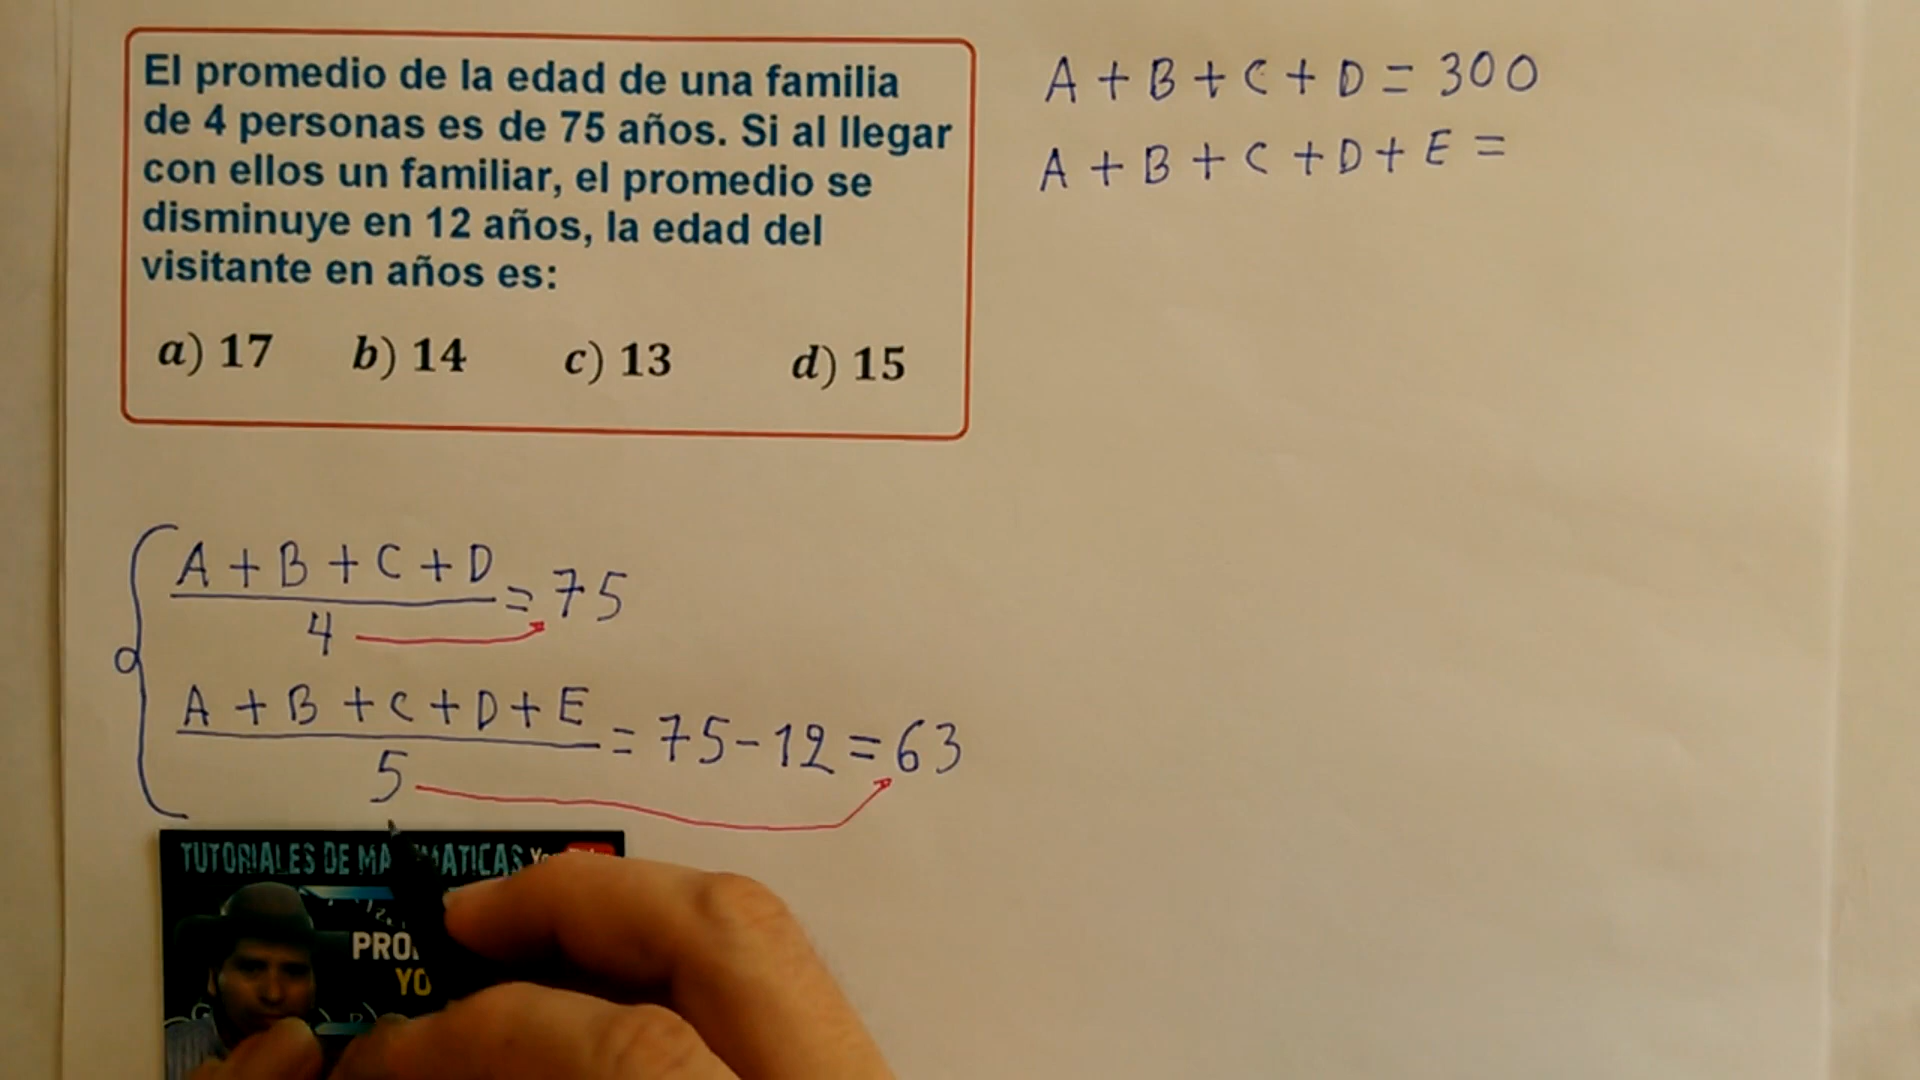 El promedio de la edad de una familia
de 4 personas es de 75 años. Si al llegar
con ellos un familiar, el promedio se
disminuye en 12 años, la edad del
visitante en años es:
a) 17 b) 14 c) 13 d) 15
A + B + C + D = 300
A + B + C + D + E =
A + B + C + D
4
= 75
A + B + C + D + E
5
= 75 - 12 = 63
TUTORIALES DE